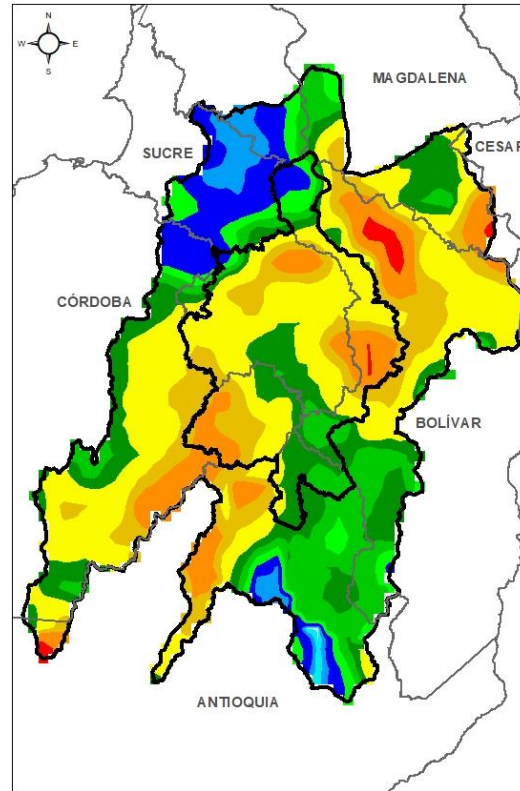 N
W E
S
MAGDALENA
CESAR
SUCRE
CÓRDOBA
BOLÍVAR
ANTIOQUIA